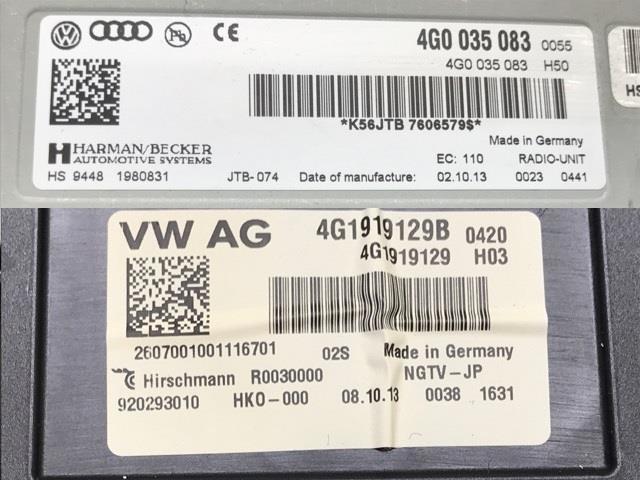 4G0 035 083 0055
4G0 035 083 H50
*K56JTB 7606579$*
HS
HARMAN/BECKER
AUTOMOTIVE SYSTEMS
Made in Germany
EC: 110 RADIO-UNIT
HS 9448 1980831 JTB-074 Date of manufacture: 02.10.13 0023 0441
VW AG 4G1919129B 0420
4G1919129 H03
2607001001116701 02S Made in Germany
Hirschmann R0030000 NGTV-JP
920293010 HK0-000 08.10.13 0038 1631